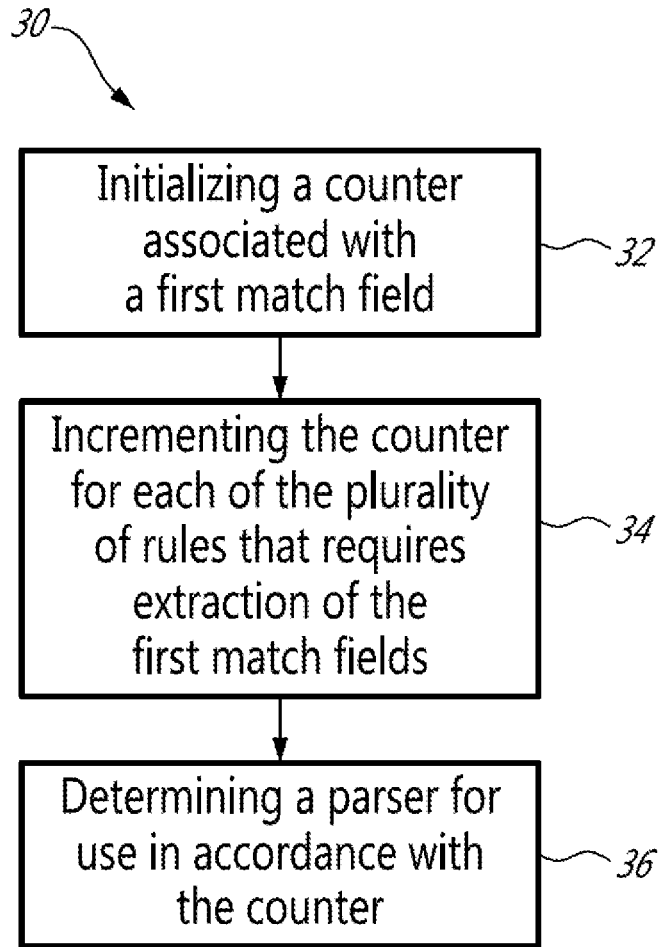 30
Initializing a counter
associated with
a first match field
32
Incrementing the counter
for each of the plurality
of rules that requires
extraction of the
first match fields
34
Determining a parser for
use in accordance with
the counter
36